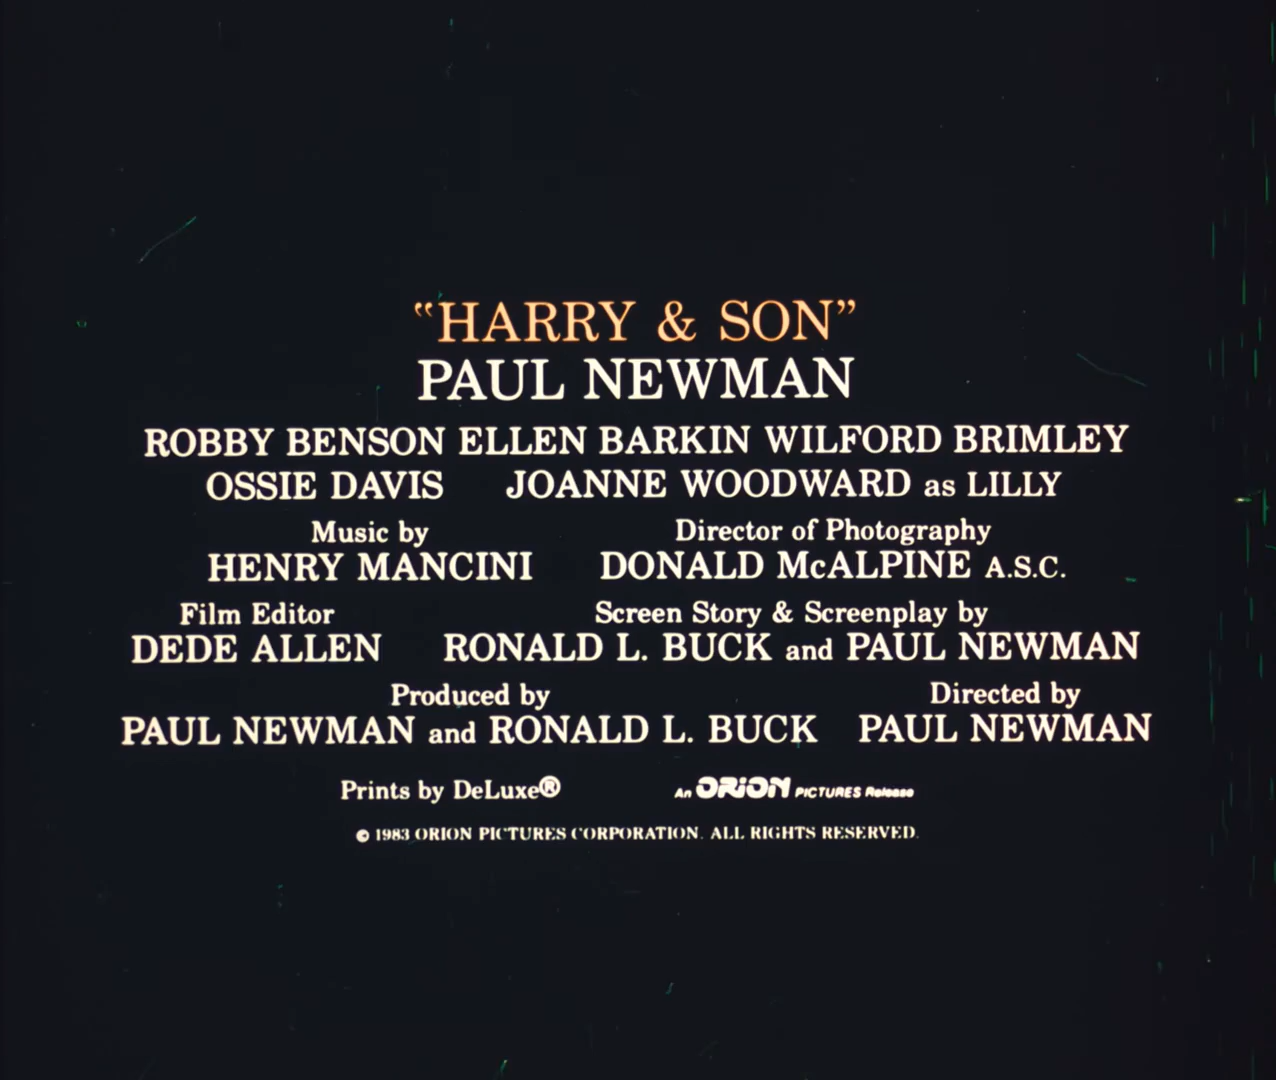 “HARRY & SON”
PAUL NEWMAN
ROBBY BENSON ELLEN BARKIN WILFORD BRIMLEY
OSSIE DAVIS JOANNE WOODWARD as LILLY
Music by Director of Photography
HENRY MANCINI DONALD McALPINE A.S.C.
Film Editor Screen Story & Screenplay by
DEDE ALLEN RONALD L. BUCK and PAUL NEWMAN
Produced by Directed by
PAUL NEWMAN and RONALD L. BUCK PAUL NEWMAN
Prints by DeLuxe® An ORION PICTURES Release
© 1983 ORION PICTURES CORPORATION. ALL RIGHTS RESERVED.